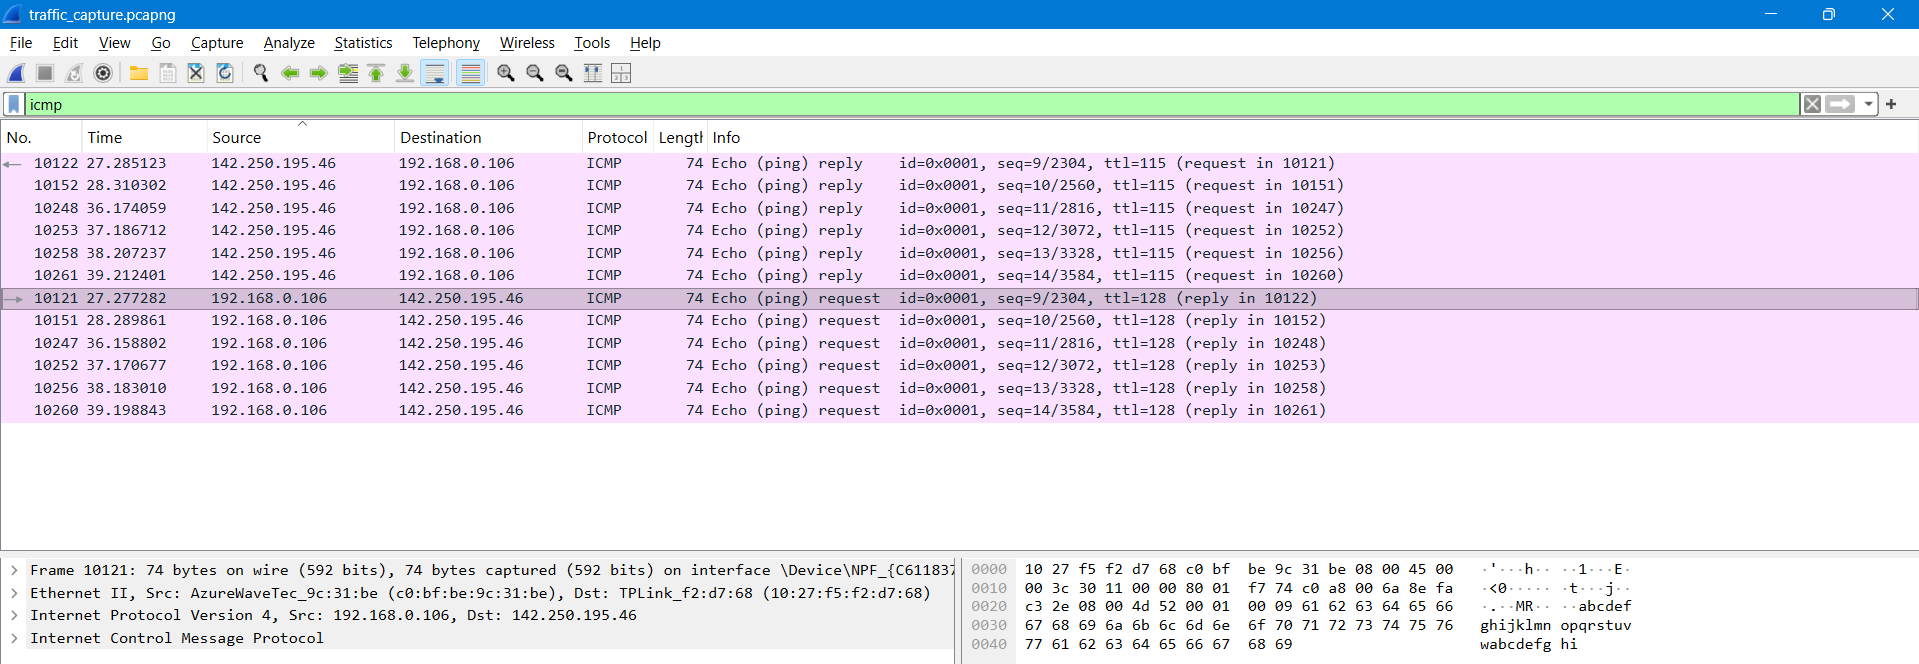 traffic_capture.pcapng
File Edit View Go Capture Analyze Statistics Telephony Wireless Tools Help
icmp
No. Time Source Destination Protocol Length Info
10122 27.285123 142.250.195.46 192.168.0.106 ICMP 74 Echo (ping) reply id=0x0001, seq=9/2304, ttl=115 (request in 10121)
10152 28.310302 142.250.195.46 192.168.0.106 ICMP 74 Echo (ping) reply id=0x0001, seq=10/2560, ttl=115 (request in 10151)
10248 36.174059 142.250.195.46 192.168.0.106 ICMP 74 Echo (ping) reply id=0x0001, seq=11/2816, ttl=115 (request in 10247)
10253 37.186712 142.250.195.46 192.168.0.106 ICMP 74 Echo (ping) reply id=0x0001, seq=12/3072, ttl=115 (request in 10252)
10258 38.207237 142.250.195.46 192.168.0.106 ICMP 74 Echo (ping) reply id=0x0001, seq=13/3328, ttl=115 (request in 10256)
10261 39.212401 142.250.195.46 192.168.0.106 ICMP 74 Echo (ping) reply id=0x0001, seq=14/3584, ttl=115 (request in 10260)
10121 27.277282 192.168.0.106 142.250.195.46 ICMP 74 Echo (ping) request id=0x0001, seq=9/2304, ttl=128 (reply in 10122)
10151 28.289861 192.168.0.106 142.250.195.46 ICMP 74 Echo (ping) request id=0x0001, seq=10/2560, ttl=128 (reply in 10152)
10247 36.158802 192.168.0.106 142.250.195.46 ICMP 74 Echo (ping) request id=0x0001, seq=11/2816, ttl=128 (reply in 10248)
10252 37.170677 192.168.0.106 142.250.195.46 ICMP 74 Echo (ping) request id=0x0001, seq=12/3072, ttl=128 (reply in 10253)
10256 38.183010 192.168.0.106 142.250.195.46 ICMP 74 Echo (ping) request id=0x0001, seq=13/3328, ttl=128 (reply in 10258)
10260 39.198843 192.168.0.106 142.250.195.46 ICMP 74 Echo (ping) request id=0x0001, seq=14/3584, ttl=128 (reply in 10261)
Frame 10121: 74 bytes on wire (592 bits), 74 bytes captured (592 bits) on interface \Device\NPF_{C611837
Ethernet II, Src: AzureWaveTec_9c:31:be (c0:bf:be:9c:31:be), Dst: TPLink_f2:d7:68 (10:27:f5:f2:d7:68)
Internet Protocol Version 4, Src: 192.168.0.106, Dst: 142.250.195.46
Internet Control Message Protocol
0000 10 27 f5 f2 d7 68 c0 bf be 9c 31 be 08 00 45 00 ·'···h·· ··1···E·
0010 00 3c 30 11 00 00 80 01 f7 74 c0 a8 00 6a 8e fa ·<0····· ·t···j··
0020 c3 2e 08 00 4d 52 00 01 00 09 61 62 63 64 65 66 ·.··MR·· ··abcdef
0030 67 68 69 6a 6b 6c 6d 6e 6f 70 71 72 73 74 75 76 ghijklmn opqrstuv
0040 77 61 62 63 64 65 66 67 68 69 wabcdefg hi